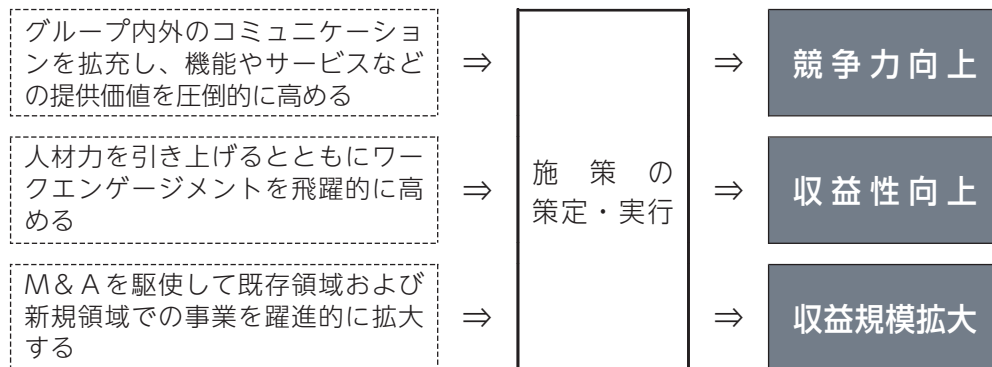 グループ内外のコミュニケーショ
ンを拡充し、機能やサービスなど
の提供価値を圧倒的に高める
⇒
⇒
競争力向上
人材力を引き上げるとともにワー
クエンゲージメントを飛躍的に高
める
⇒
施策の
策定・実行
⇒
収益性向上
M&Aを駆使して既存領域および
新規領域での事業を躍進的に拡大
する
⇒
⇒
収益規模拡大